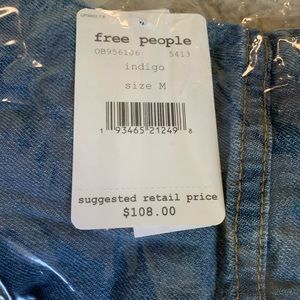 free people
OB956106 5413
indigo
size M
1 93465 21249 8
suggested retail price
$108.00